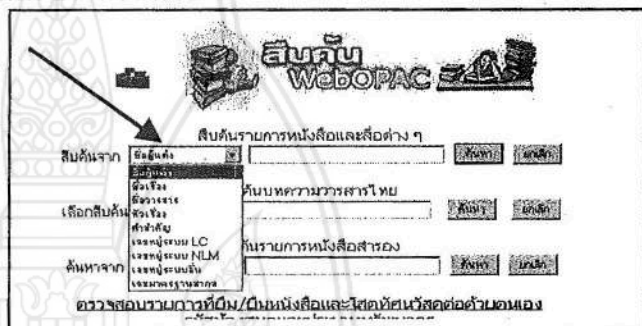 สืบค้น
WebOPAC
สืบค้นรายการหนังสือและสื่อต่าง ๆ
สืบค้นจาก ชื่อผู้แต่ง ค้นหา ยกเลิก
ชื่อผู้แต่ง
ชื่อเรื่อง
ชื่อวารสาร
หัวเรื่อง
คำสำคัญ
เลขหมู่ระบบ LC
เลขหมู่ระบบ NLM
เลขหมู่ระบบอื่น
เลขมาตรฐานสากล
ค้นบทความวารสารไทย
เลือกสืบค้น ค้นหา ยกเลิก
ค้นรายการหนังสือสำรอง
ค้นหาจาก ค้นหา ยกเลิก
ตรวจสอบรายการที่ยืม/ยืมหนังสือและโสตทัศนวัสดุต่อด้วยตนเอง